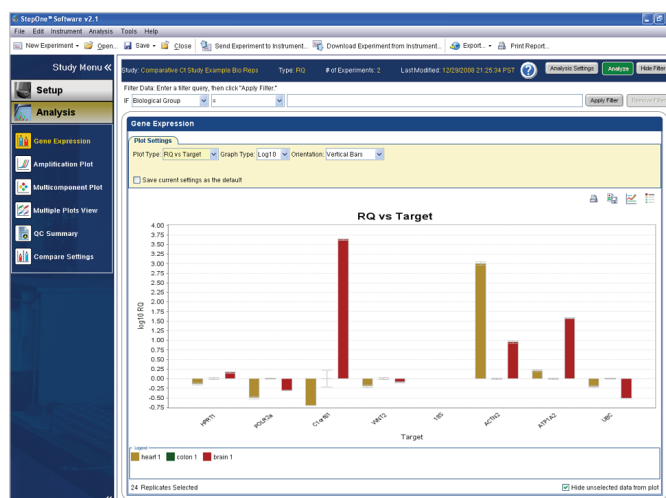 StepOne™ Software v2.1
File Edit Instrument Analysis Tools Help
New Experiment Open... Save Close Send Experiment to Instrument... Download Experiment from Instrument... Export... Print Report...
Study Menu «
Study: Comparative Ct Study Example Bio Reps Type: RQ # of Experiments: 2 Last Modified: 12/29/2008 21:25:34 PST ? Analysis Settings Analyze Hide Filter
Setup
Analysis
Gene Expression
Amplification Plot
Multicomponent Plot
Multiple Plots View
QC Summary
Compare Settings
Filter Data: Enter a filter query, then click "Apply Filter."
IF Biological Group = Apply Filter Remove Filter
Gene Expression
Plot Settings
Plot Type: RQ vs Target Graph Type: Log10 Orientation: Vertical Bars
Save current settings as the default
RQ vs Target
4.00
3.75
3.50
3.25
3.00
2.75
2.50
2.25
2.00
1.75
1.50
1.25
1.00
0.75
0.50
0.25
0.00
-0.25
-0.50
-0.75
log10 RQ
HPRT1 POLR2a WNT2 18S ACTN2 ATP1A2 UBC
Target
Legend
heart 1 colon 1 brain 1
24 Replicates Selected
Hide unselected data from plot
«